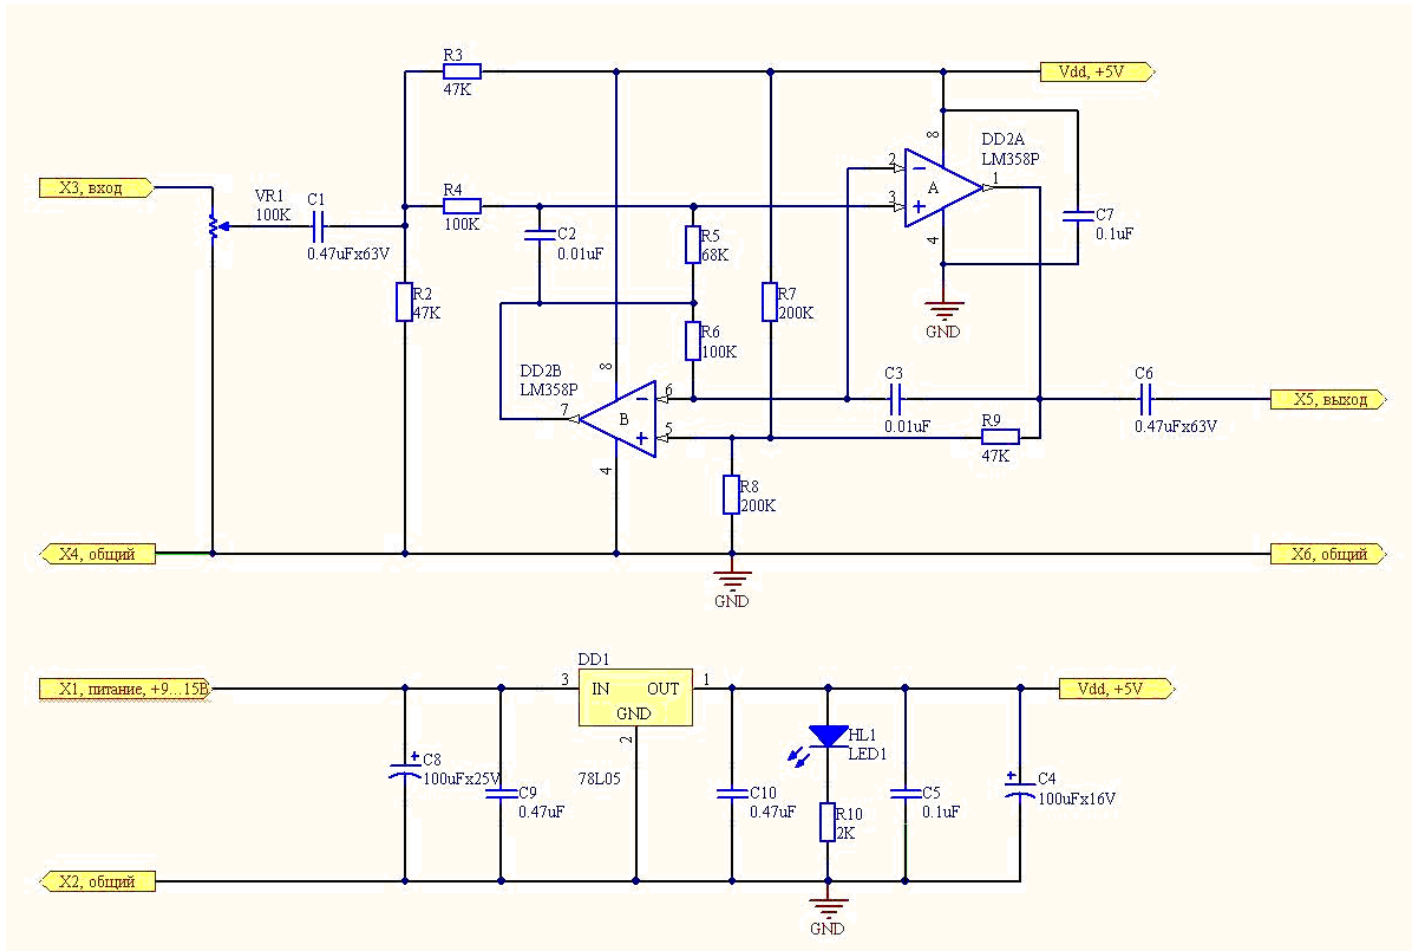 R3
47K
Vdd, +5V
8
DD2A
LM358P
2
A
1
3
4
X3, вход
VR1
100K
C1
0.47uFx63V
R4
100K
C2
0.01uF
R5
68K
C7
0.1uF
R2
47K
R7
200K
GND
R6
100K
DD2B
LM358P
8
7
B
6
5
4
C3
0.01uF
C6
0.47uFx63V
X5, выход
R9
47K
R8
200K
X4, общий
X6, общий
GND
DD1
X1, питание, +9...15В
3
IN
OUT
GND
1
2
78L05
Vdd, +5V
HL1
LED1
C8
100uFx25V
C9
0.47uF
C10
0.47uF
R10
2K
C5
0.1uF
C4
100uFx16V
X2, общий
GND